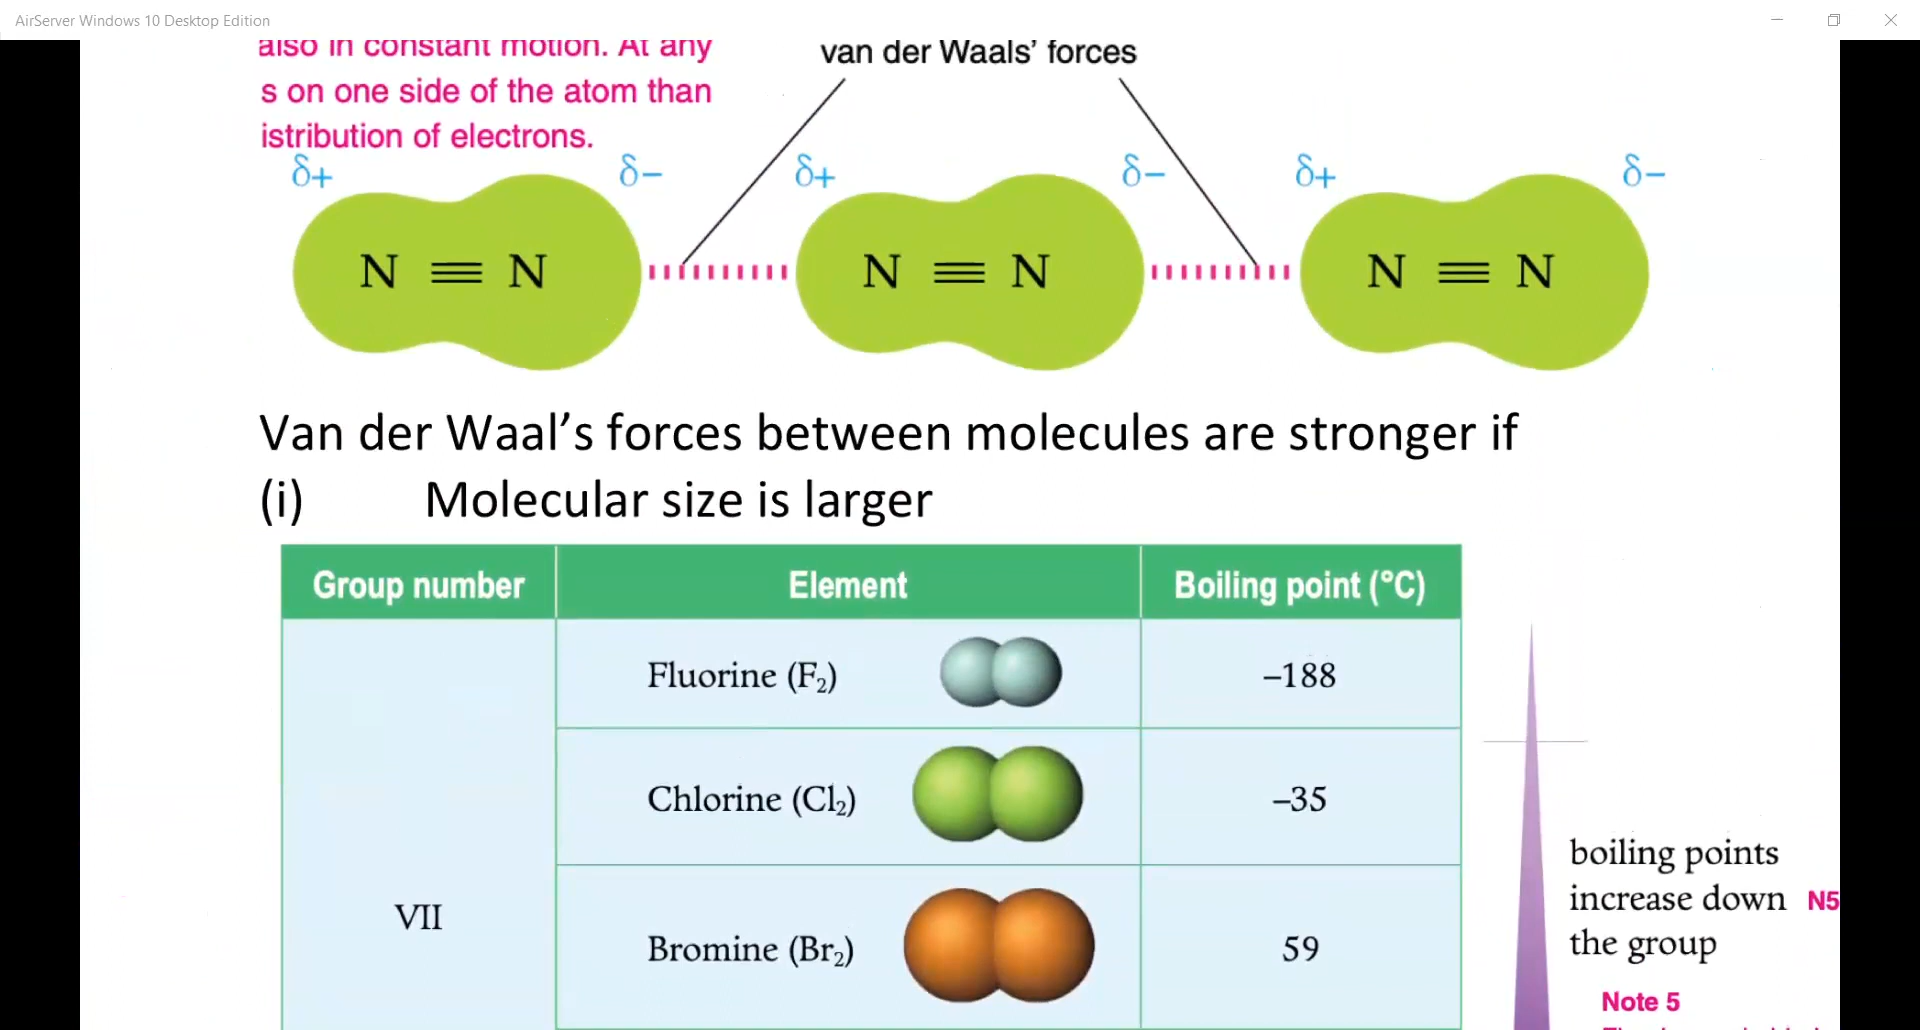 AirServer Windows 10 Desktop Edition
also in constant motion. At any
s on one side of the atom than
istribution of electrons.
van der Waals’ forces
δ+ δ− δ+ δ− δ+ δ−
N ≡ N N ≡ N N ≡ N
Van der Waal’s forces between molecules are stronger if
(i) Molecular size is larger
Group number Element Boiling point (°C)
Fluorine (F₂) –188
Chlorine (Cl₂) –35
VII
Bromine (Br₂) 59
boiling points
increase down N5
the group
Note 5